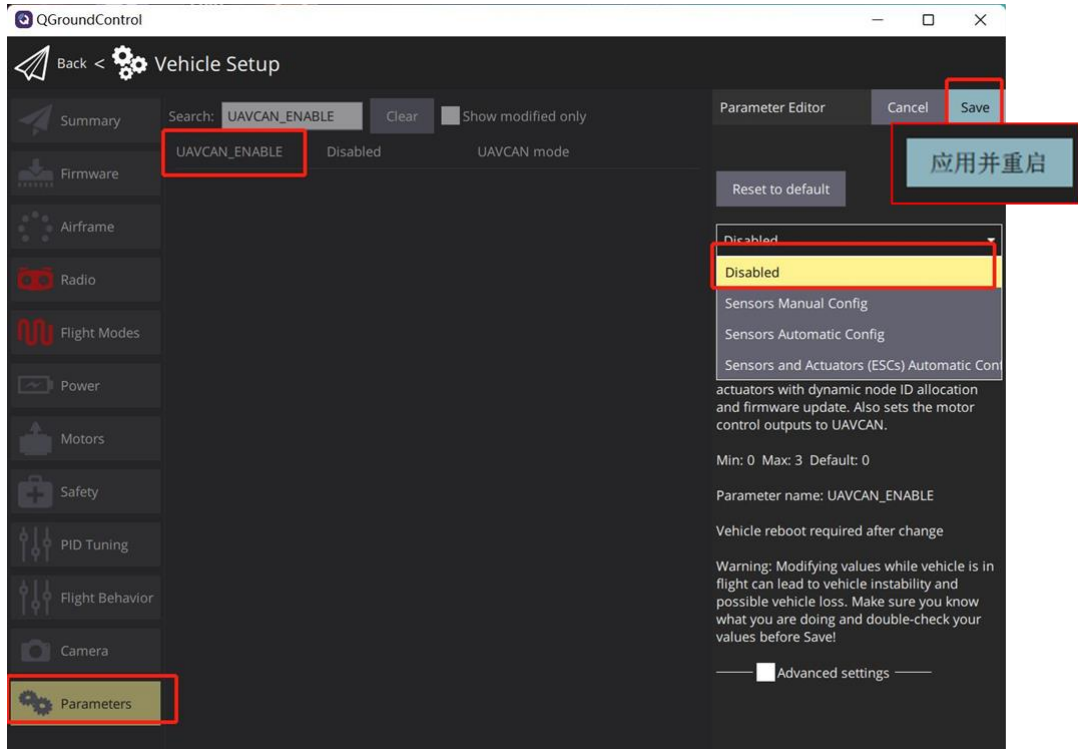 QGroundControl
Back < Vehicle Setup
Summary
Firmware
Airframe
Radio
Flight Modes
Power
Motors
Safety
PID Tuning
Flight Behavior
Camera
Parameters
Search: UAVCAN_ENABLE Clear Show modified only
UAVCAN_ENABLE Disabled UAVCAN mode
Parameter Editor Cancel Save
应用并重启
Reset to default
Disabled
Disabled
Sensors Manual Config
Sensors Automatic Config
Sensors and Actuators (ESCs) Automatic Conf
actuators with dynamic node ID allocation
and firmware update. Also sets the motor
control outputs to UAVCAN.
Min: 0 Max: 3 Default: 0
Parameter name: UAVCAN_ENABLE
Vehicle reboot required after change
Warning: Modifying values while vehicle is in
flight can lead to vehicle instability and
possible vehicle loss. Make sure you know
what you are doing and double-check your
values before Save!
Advanced settings